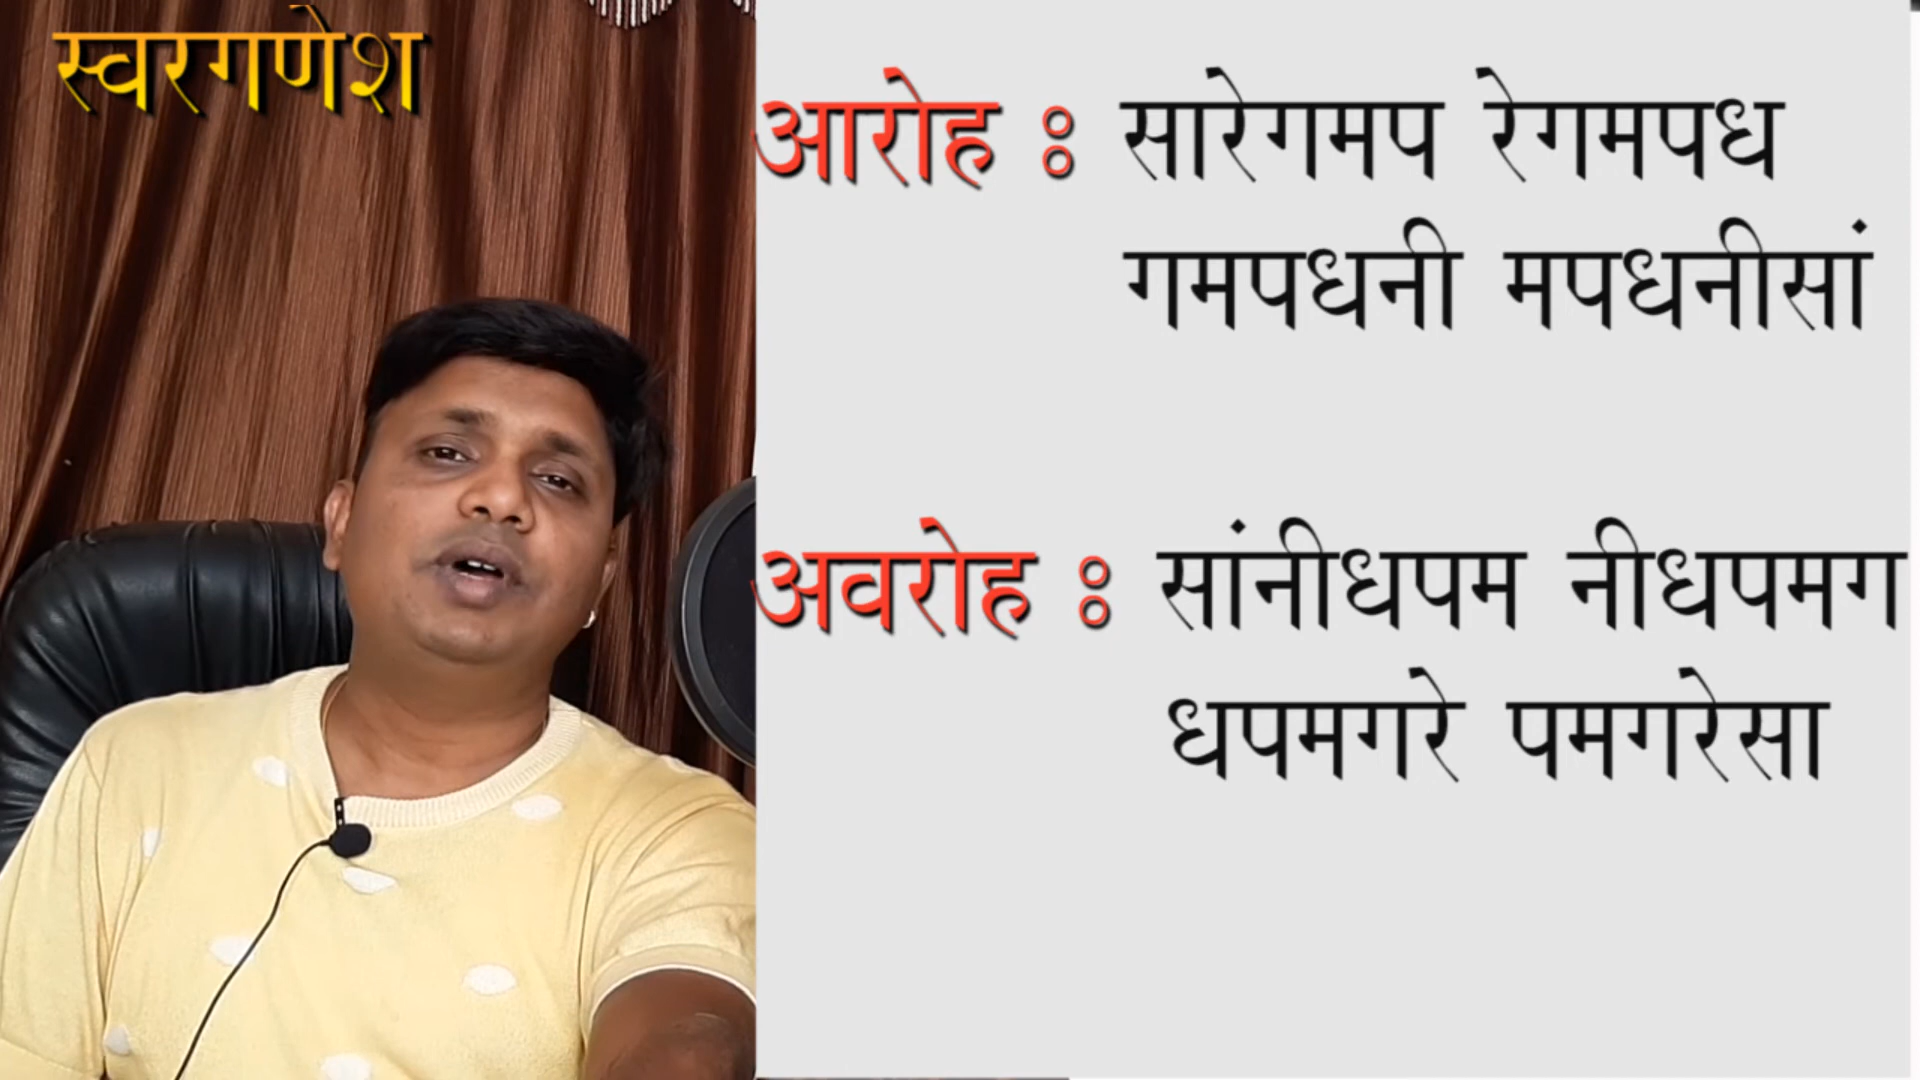 स्वरगणेश
आरोह : सारेगमप रेगमपध
गमपधनी मपधनीसां
अवरोह : सांनीधपम नीधपमग
धपमगरे पमगरेसा